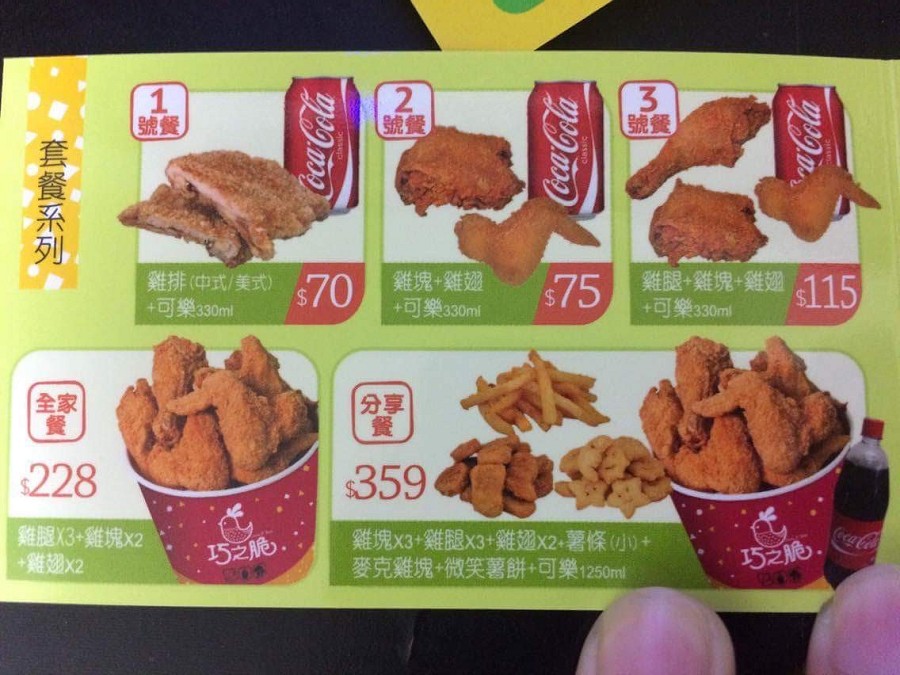 套餐系列
1
號餐
Coca-Cola
classic
雞排(中式/美式)
+可樂330ml
$70
2
號餐
Coca-Cola
classic
雞塊+雞翅
+可樂330ml
$75
3
號餐
Coca-Cola
classic
雞腿+雞塊+雞翅
+可樂330ml
$115
全家
餐
$228
雞腿X3+雞塊X2
+雞翅X2
巧之脆
分享
餐
$359
雞塊X3+雞腿X3+雞翅X2+薯條(小)+
麥克雞塊+微笑薯餅+可樂1250ml
巧之脆
Coca-Cola